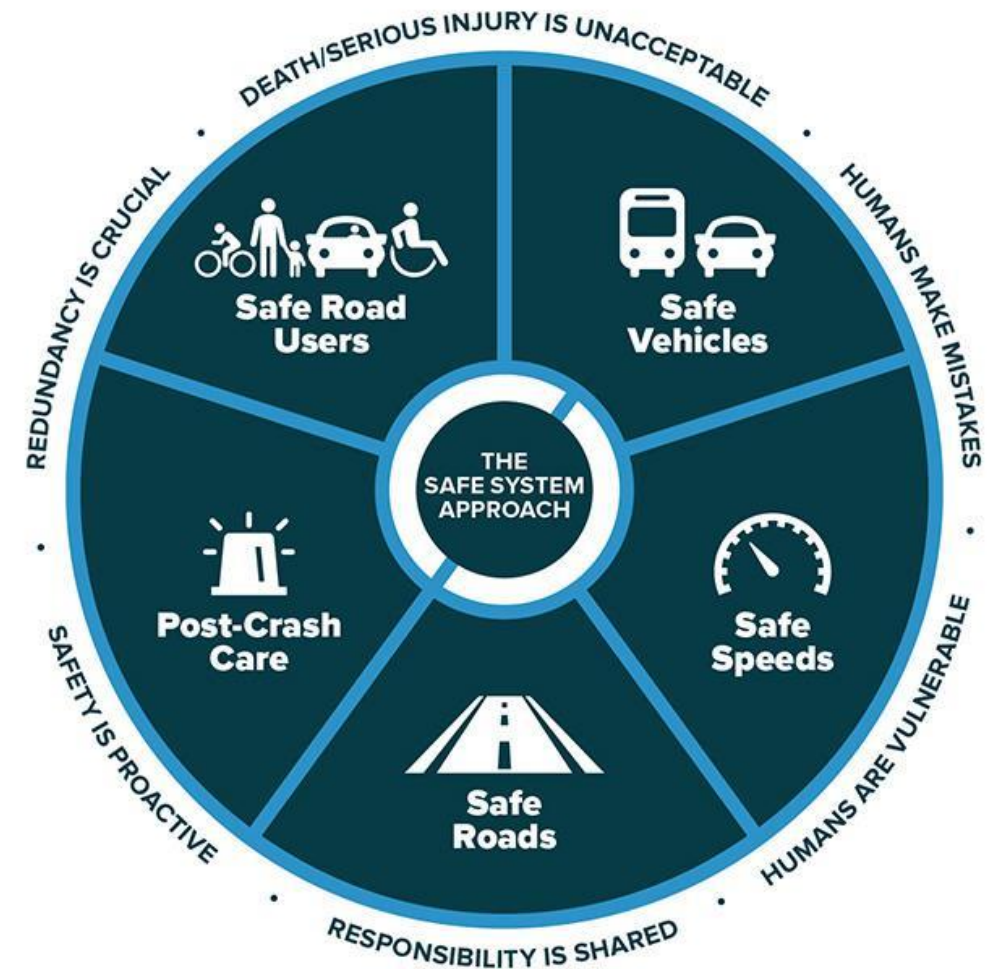 DEATH/SERIOUS INJURY IS UNACCEPTABLE
HUMANS MAKE MISTAKES
HUMANS ARE VULNERABLE
RESPONSIBILITY IS SHARED
SAFETY IS PROACTIVE
REDUNDANCY IS CRUCIAL
Safe Road
Users
Safe
Vehicles
THE
SAFE SYSTEM
APPROACH
Post-Crash
Care
Safe
Speeds
Safe
Roads